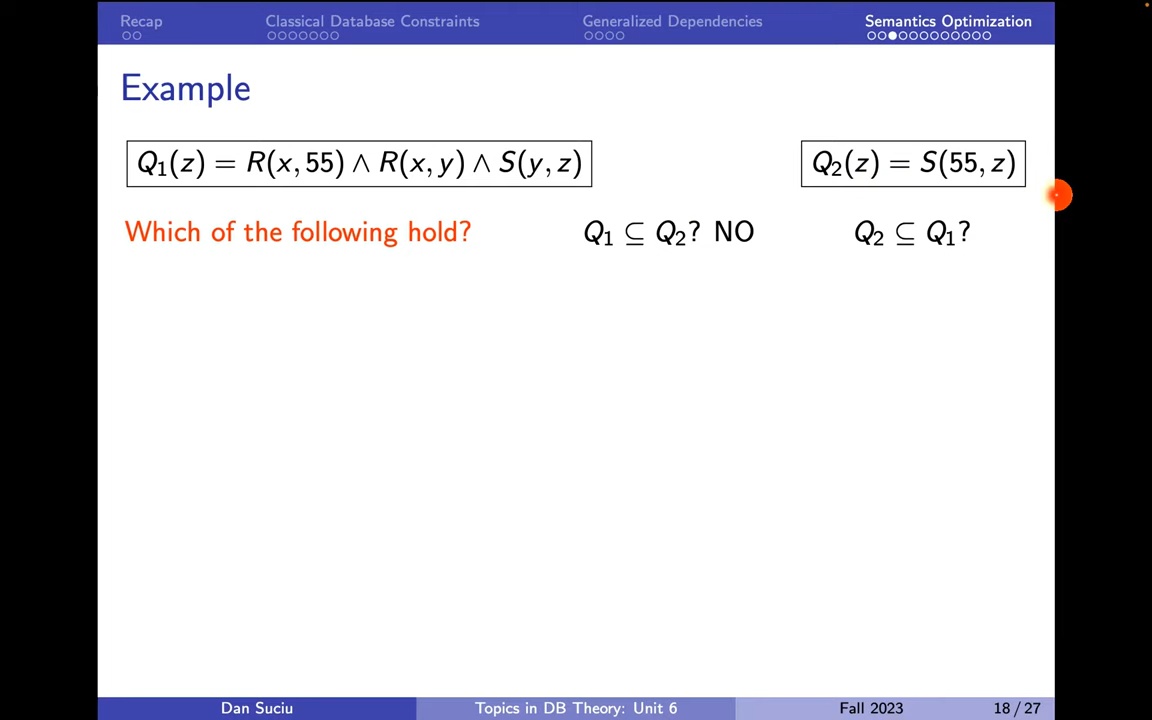 Recap Classical Database Constraints Generalized Dependencies Semantics Optimization
Example
Q₁(z) = R(x, 55) ∧ R(x, y) ∧ S(y, z) Q₂(z) = S(55, z)
Which of the following hold? Q₁ ⊆ Q₂? NO Q₂ ⊆ Q₁?
Dan Suciu Topics in DB Theory: Unit 6 Fall 2023 18 / 27